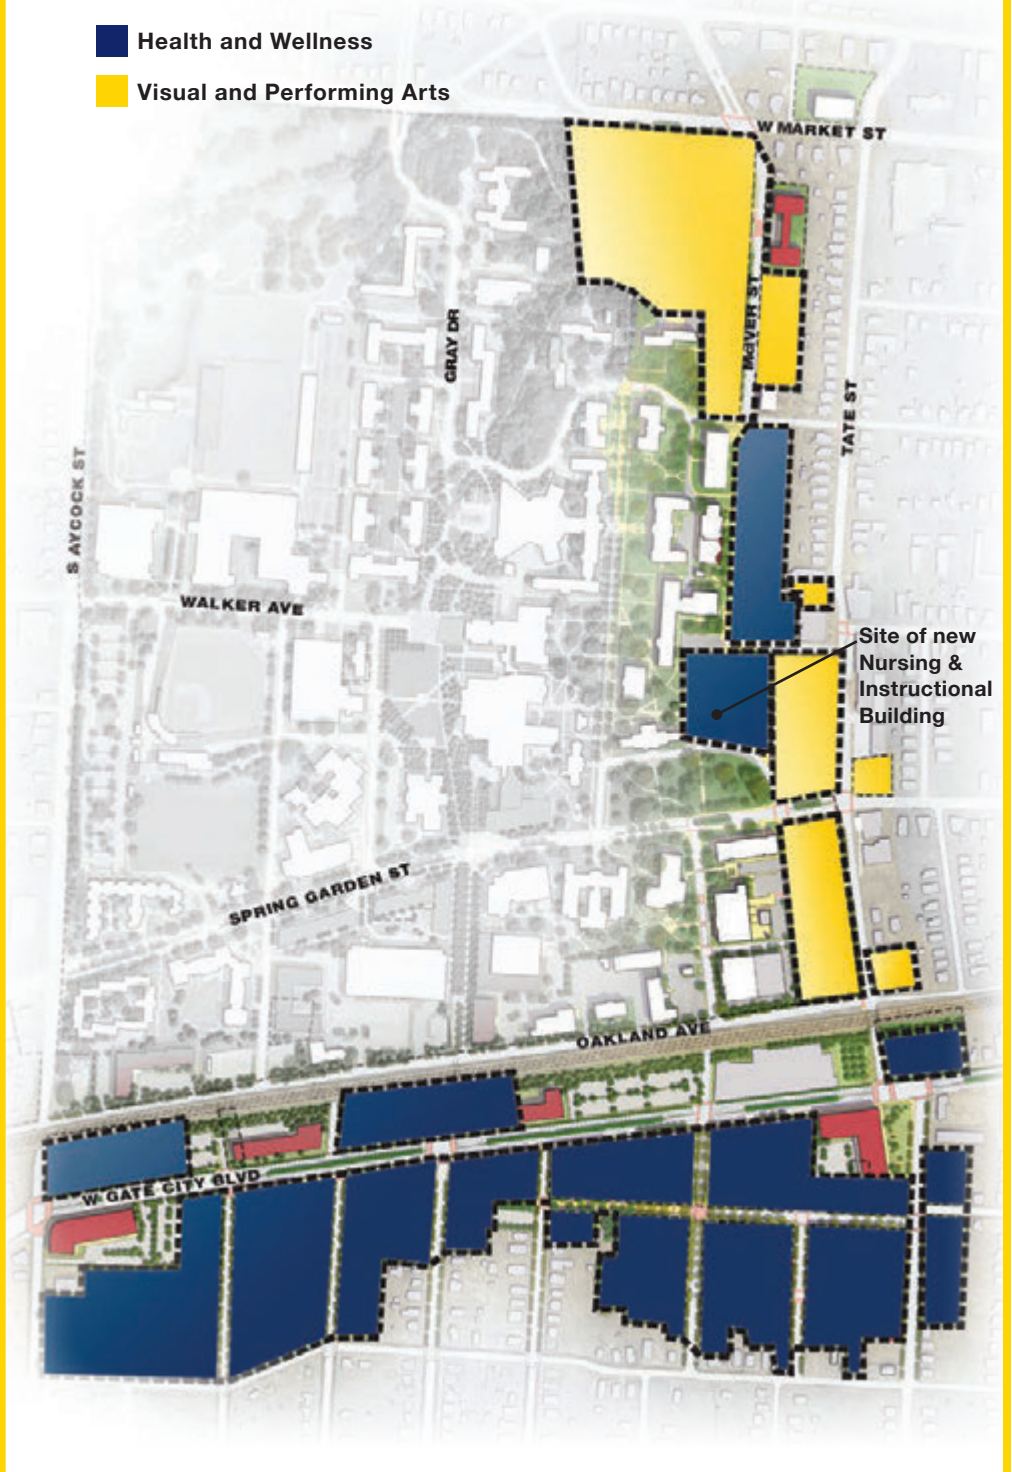 Health and Wellness
Visual and Performing Arts
W MARKET ST
McIVER ST
GRAY DR
TATE ST
S AYCOCK ST
WALKER AVE
Site of new
Nursing &
Instructional
Building
SPRING GARDEN ST
OAKLAND AVE
W GATE CITY BLVD